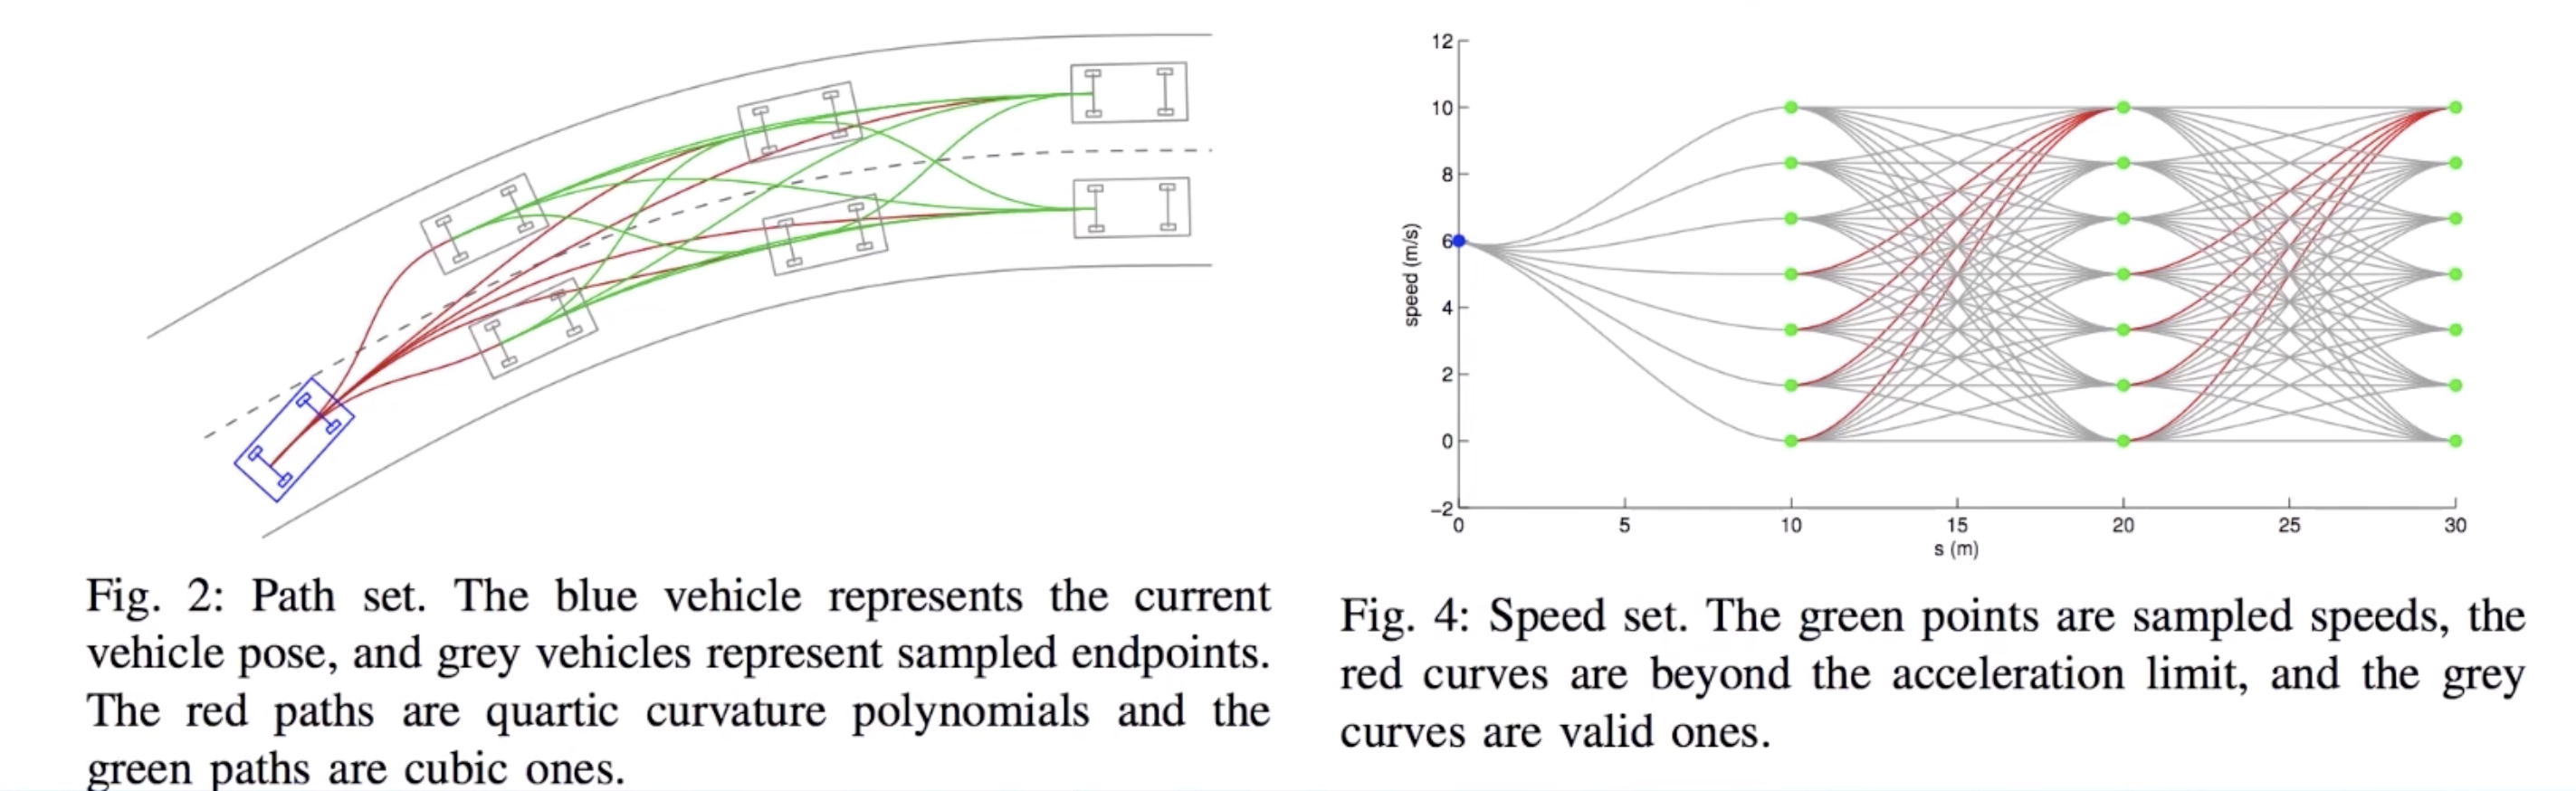 12
10
8
6
4
2
0
−2
speed (m/s)
0 5 10 15 20 25 30
s (m)
Fig. 2: Path set. The blue vehicle represents the current
vehicle pose, and grey vehicles represent sampled endpoints.
The red paths are quartic curvature polynomials and the
green paths are cubic ones.
Fig. 4: Speed set. The green points are sampled speeds, the
red curves are beyond the acceleration limit, and the grey
curves are valid ones.